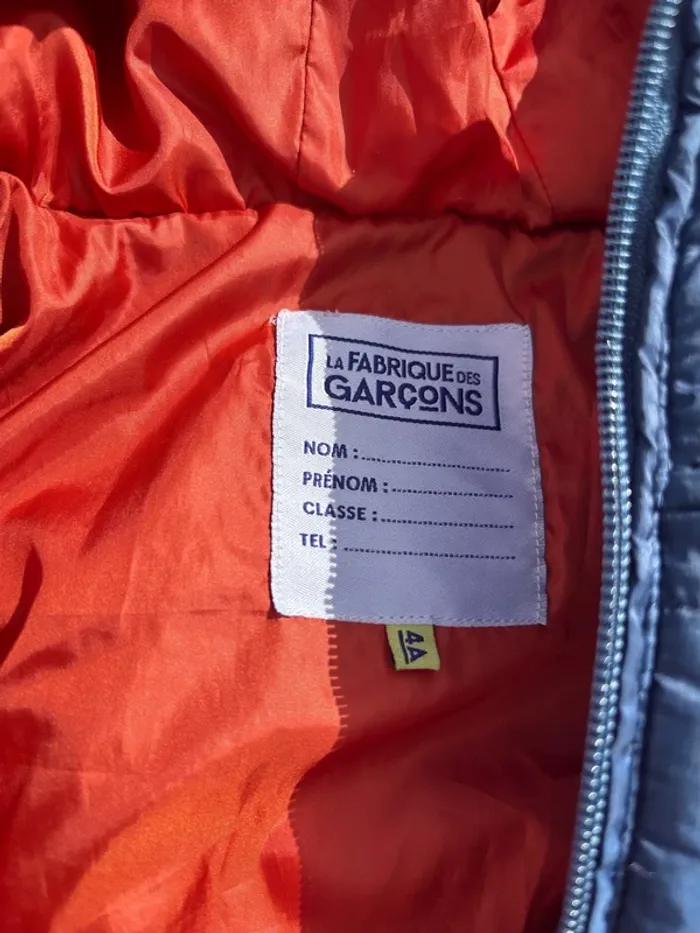 LA FABRIQUE DES
GARÇONS
NOM :
PRÉNOM :
CLASSE :
TEL :
4A